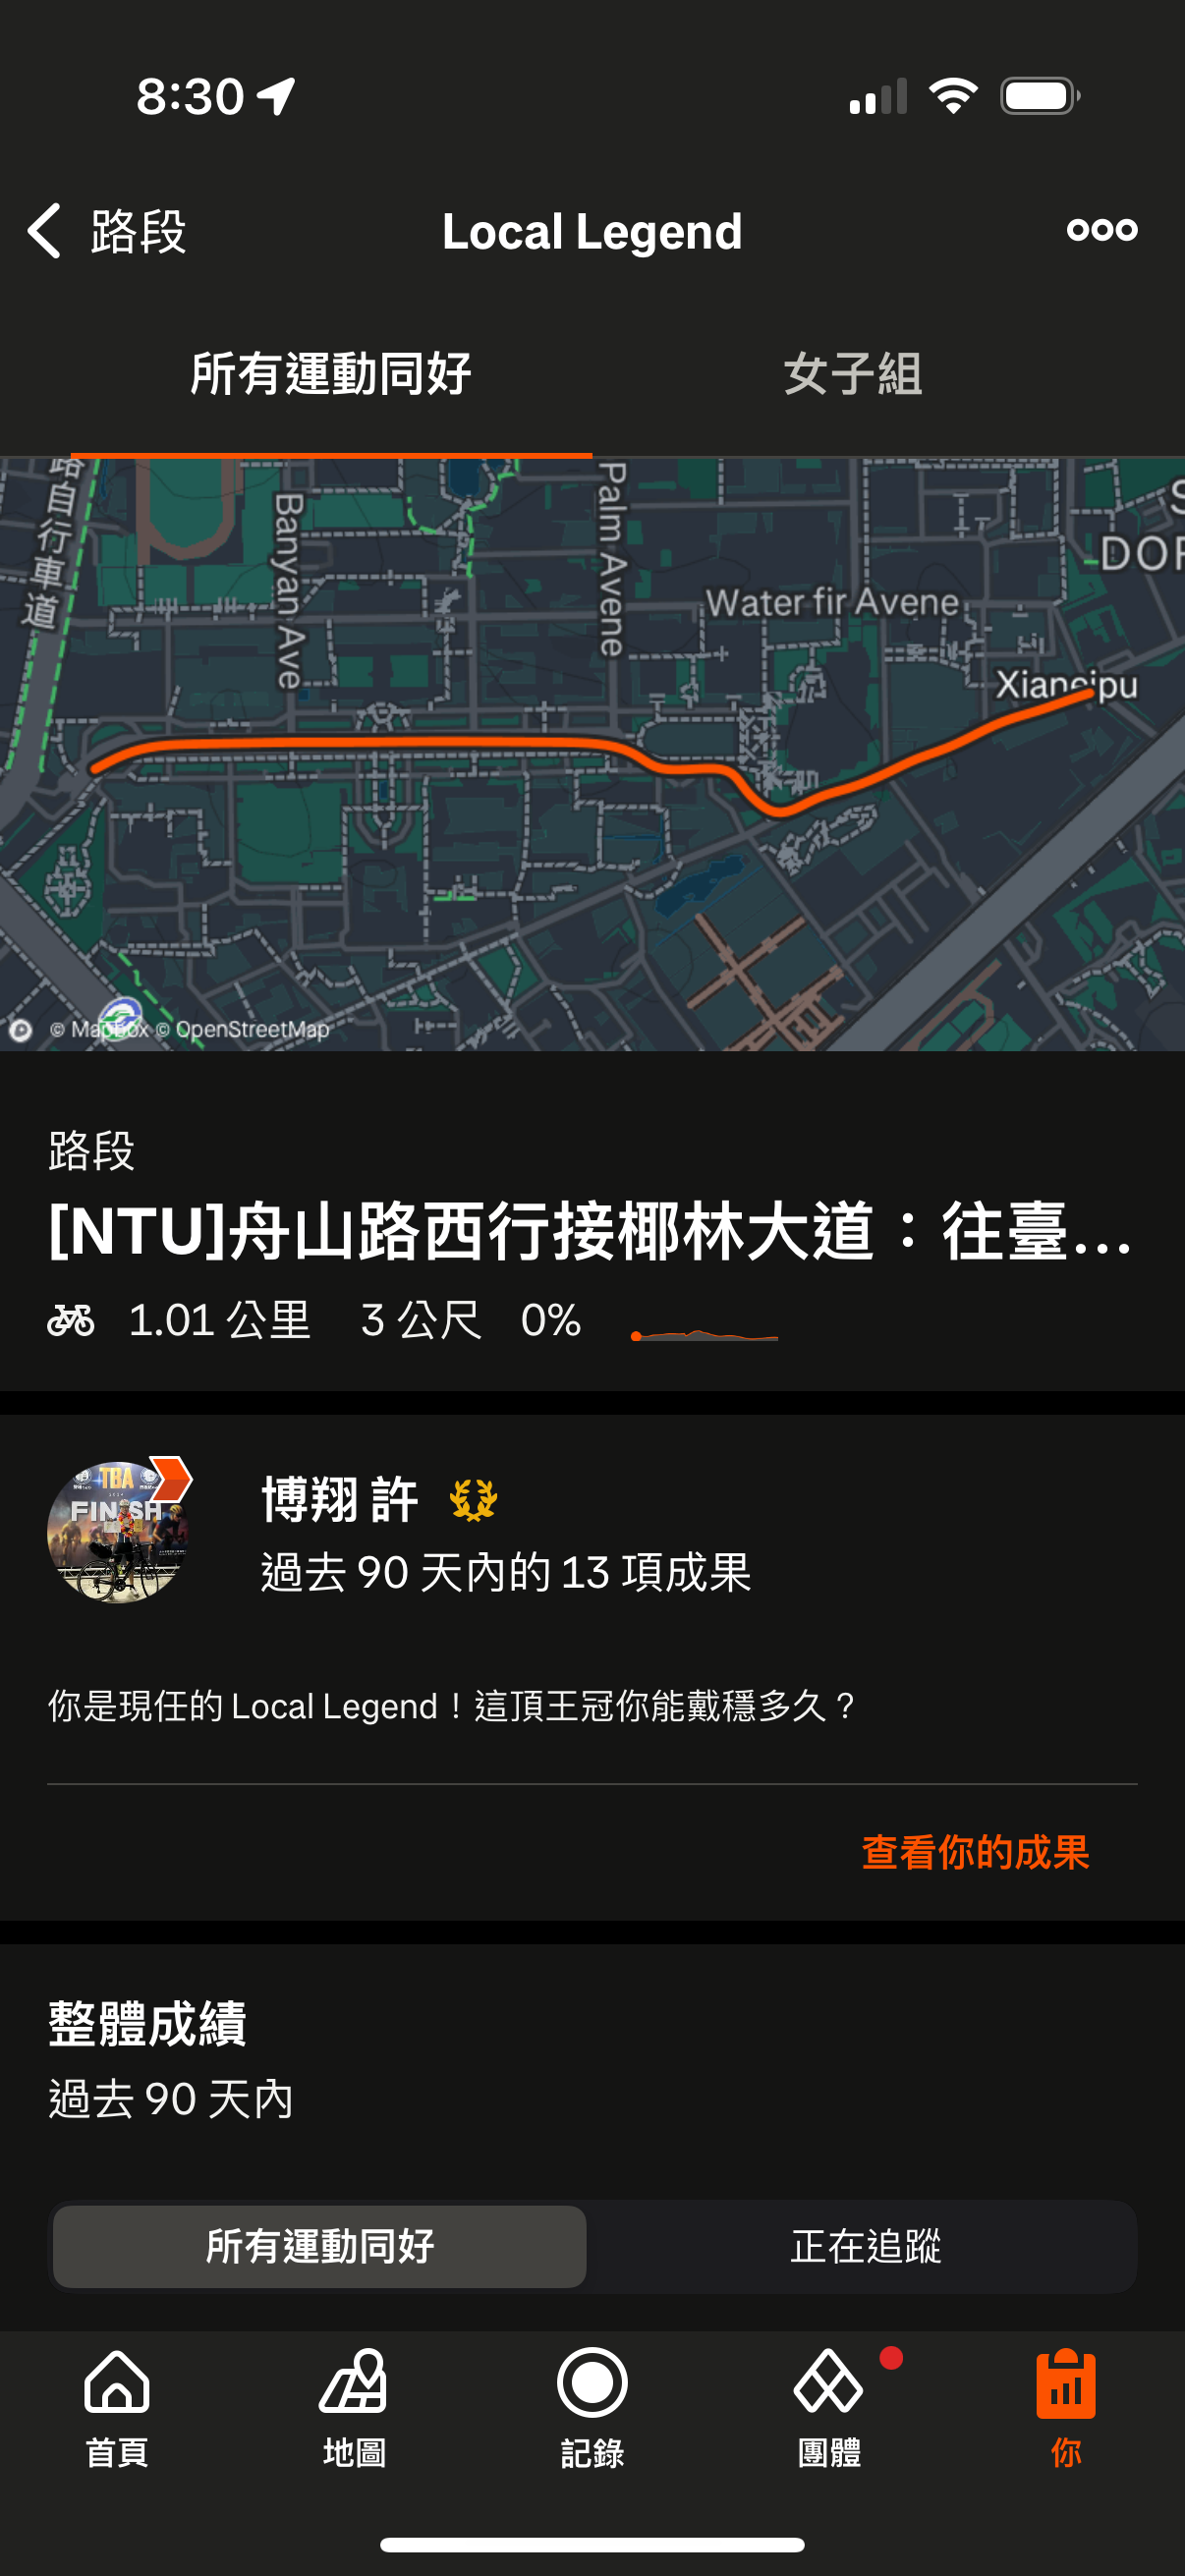 8:30
路段
Local Legend
所有運動同好
女子組
路自行車道
Banyan Ave
Palm Avene
Water fir Avene
DOR
© Mapbox © OpenStreetMap
路段
[NTU]舟山路西行接椰林大道：往臺...
1.01 公里 3 公尺 0%
TBA
FINISH
博翔 許
過去 90 天內的 13 項成果
你是現任的 Local Legend！這頂王冠你能戴穩多久？
查看你的成果
整體成績
過去 90 天內
所有運動同好
正在追蹤
首頁
地圖
記錄
團體
你